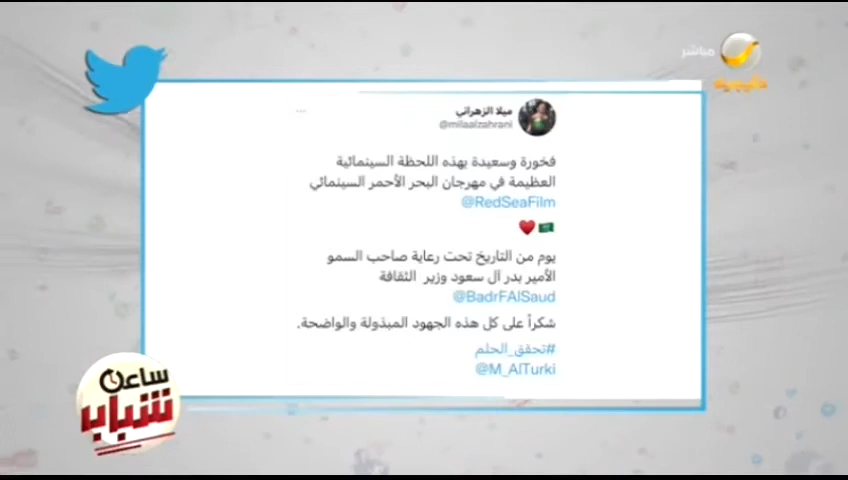 مباشر
خليجية
ميلا الزهراني
@milaalzahrani
فخورة وسعيدة بهذه اللحظة السينمائية
العظيمة في مهرجان البحر الأحمر السينمائي
@RedSeaFilm
🇸🇦❤️
يوم من التاريخ تحت رعاية صاحب السمو
الأمير بدر آل سعود وزير الثقافة
@BadrFAlSaud
شكراً على كل هذه الجهود المبذولة والواضحة.
#تحقق_الحلم
@M_AlTurki
ساعة
شباب